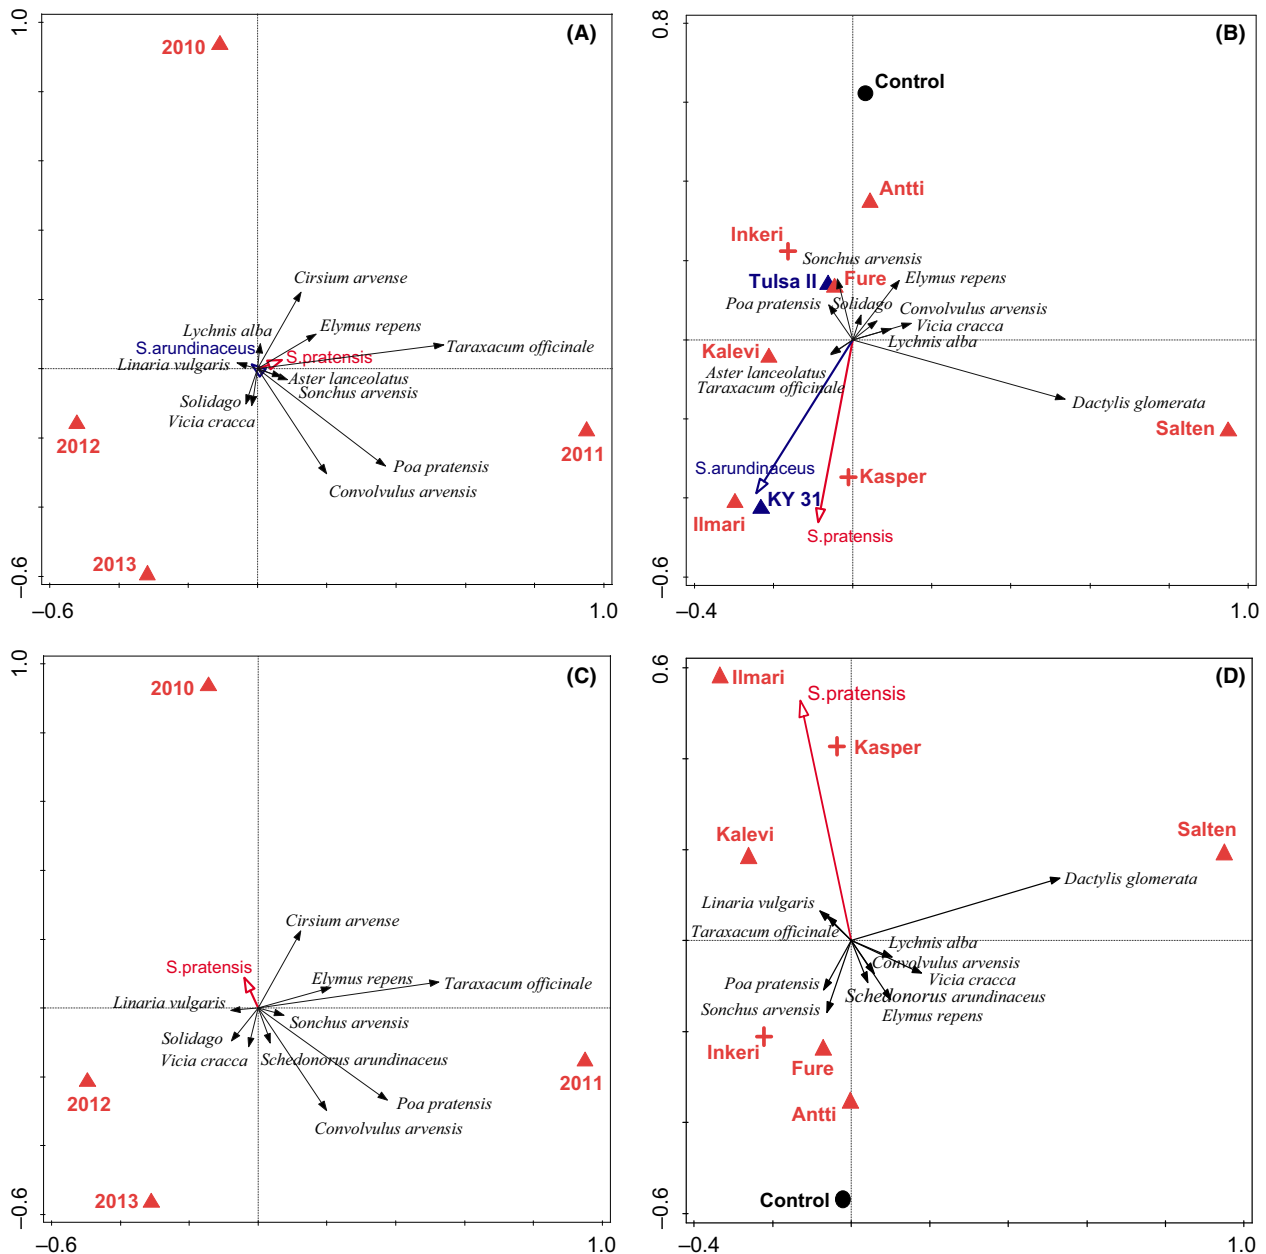 1.0
(A)
2010
Cirsium arvense
Lychnis alba
Elymus repens
S.arundinaceus
S.pratensis
Taraxacum officinale
Linaria vulgaris
Aster lanceolatus
Sonchus arvensis
Solidago
Vicia cracca
2012
2011
Poa pratensis
Convolvulus arvensis
2013
–0.6
–0.6
1.0
0.8
(B)
Control
Antti
Inkeri
Sonchus arvensis
Tulsa II
Fure
Elymus repens
Poa pratensis
Solidago
Convolvulus arvensis
Vicia cracca
Lychnis alba
Kalevi
Aster lanceolatus
Taraxacum officinale
Dactylis glomerata
Salten
S.arundinaceus
Kasper
KY 31
Ilmari
S.pratensis
–0.6
–0.4
1.0
1.0
(C)
2010
Cirsium arvense
S.pratensis
Elymus repens
Taraxacum officinale
Linaria vulgaris
Sonchus arvensis
Solidago
Vicia cracca
Schedonorus arundinaceus
2012
2011
Poa pratensis
Convolvulus arvensis
2013
–0.6
–0.6
1.0
0.6
(D)
Ilmari
S.pratensis
Kasper
Kalevi
Salten
Dactylis glomerata
Linaria vulgaris
Taraxacum officinale
Lychnis alba
Convolvulus arvensis
Vicia cracca
Poa pratensis
Schedonorus arundinaceus
Sonchus arvensis
Elymus repens
Inkeri
Fure
Antti
Control
–0.6
–0.4
1.0